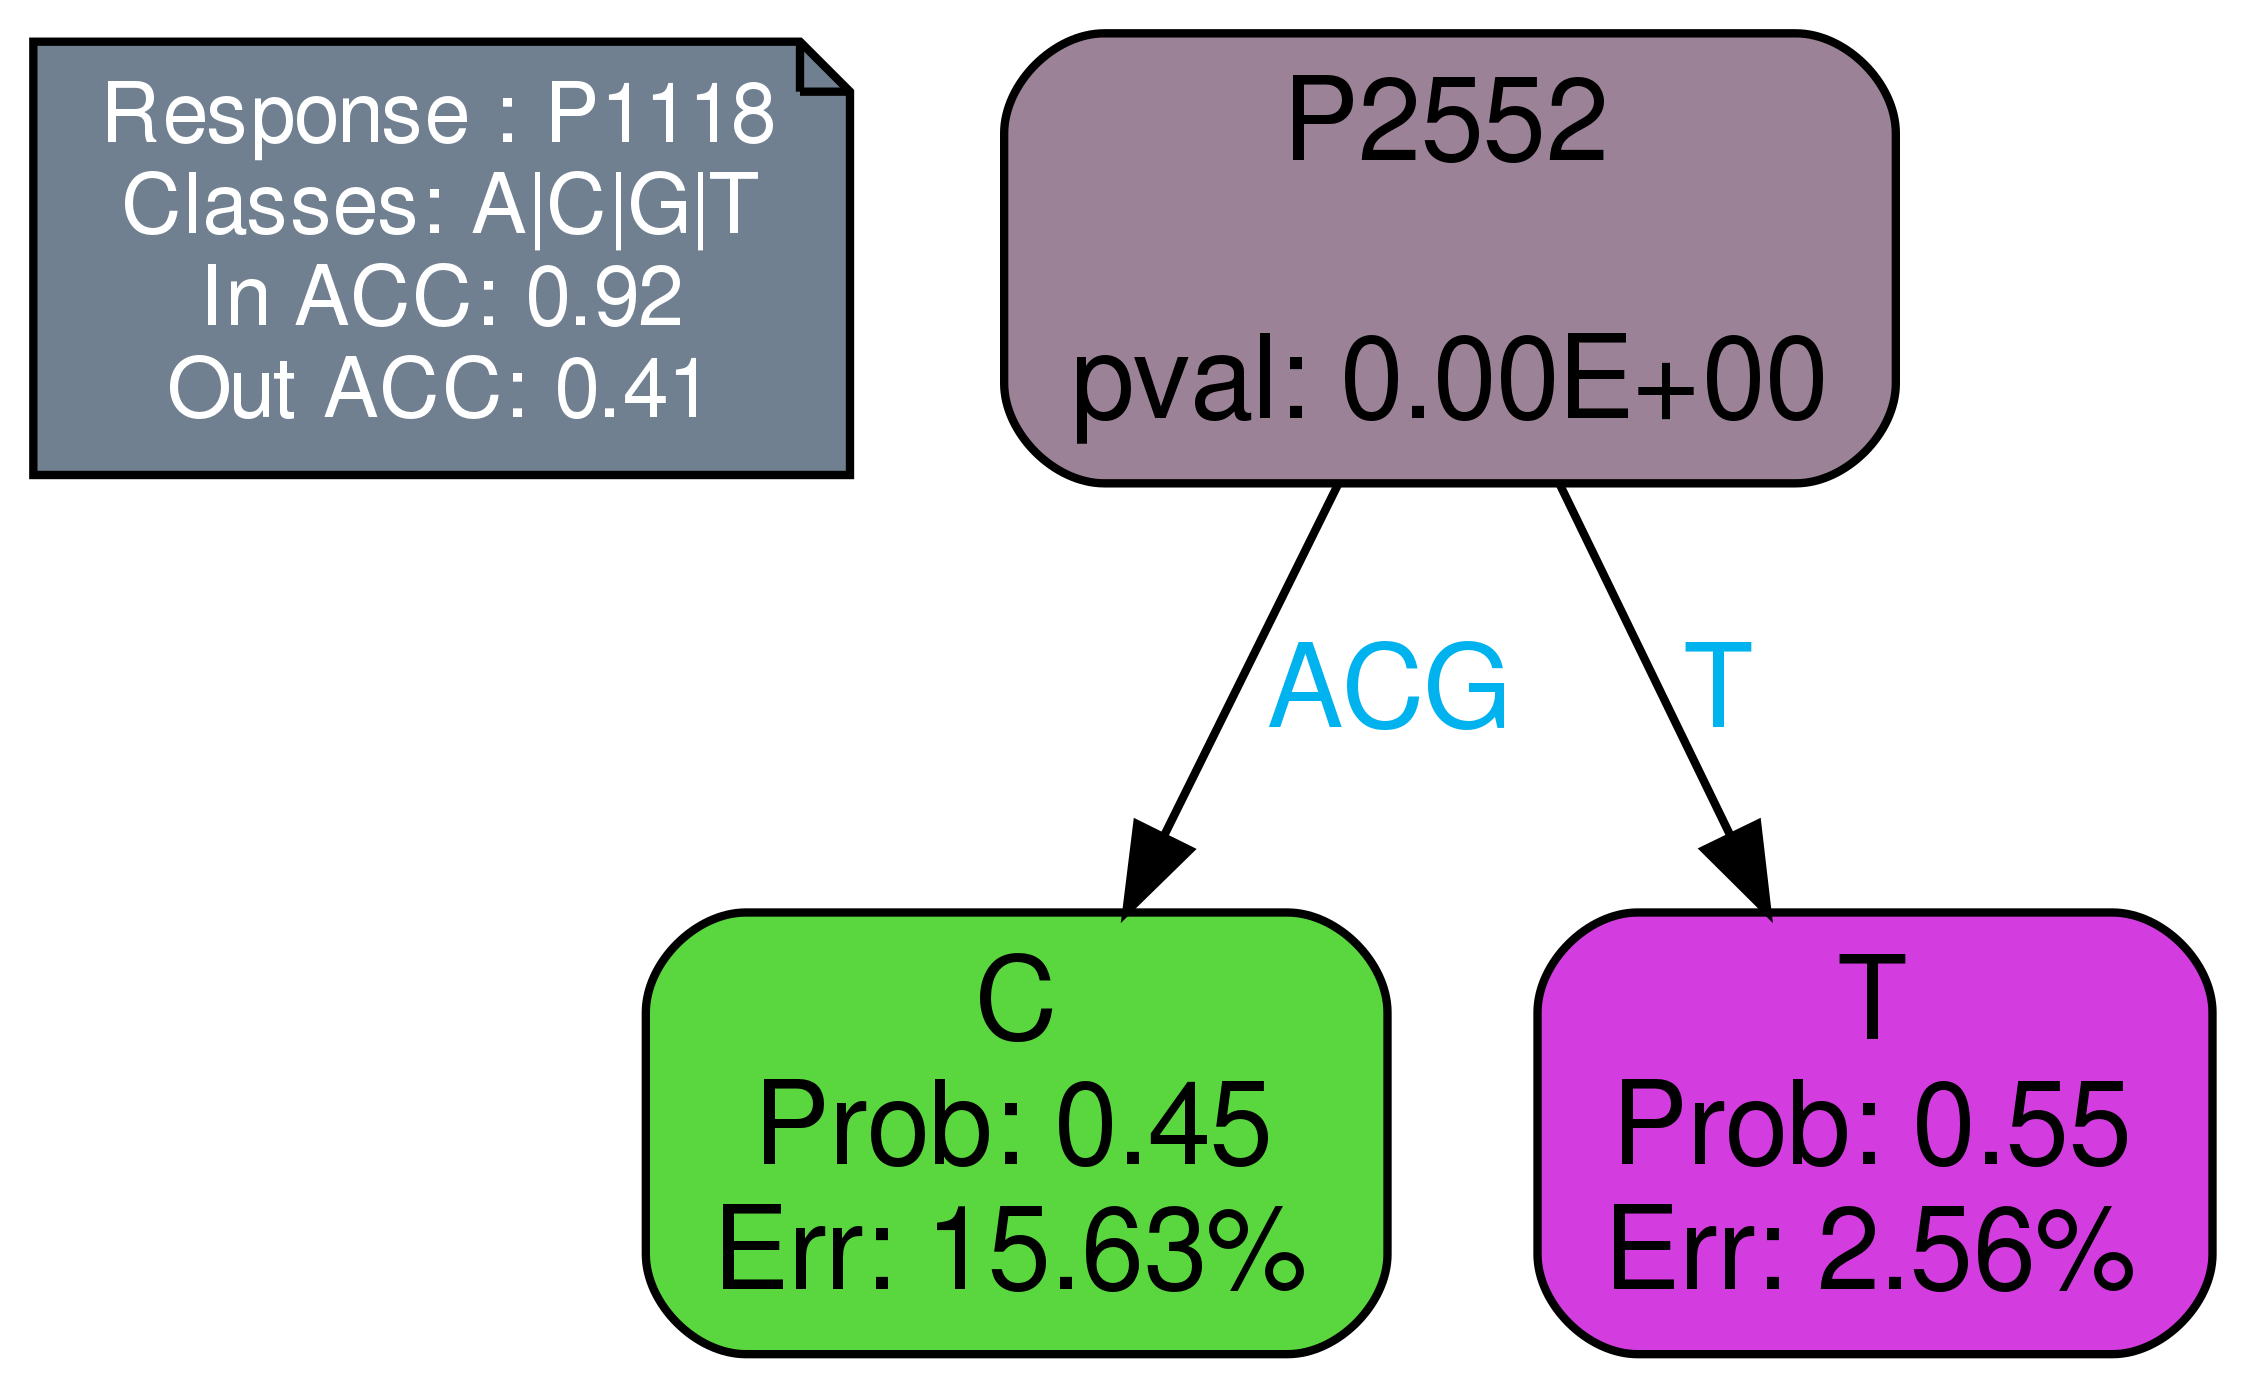 Response : P1118
Classes: A|C|G|T
In ACC: 0.92
Out ACC: 0.41
P2552
pval: 0.00E+00
ACG
T
C
Prob: 0.45
Err: 15.63%
T
Prob: 0.55
Err: 2.56%